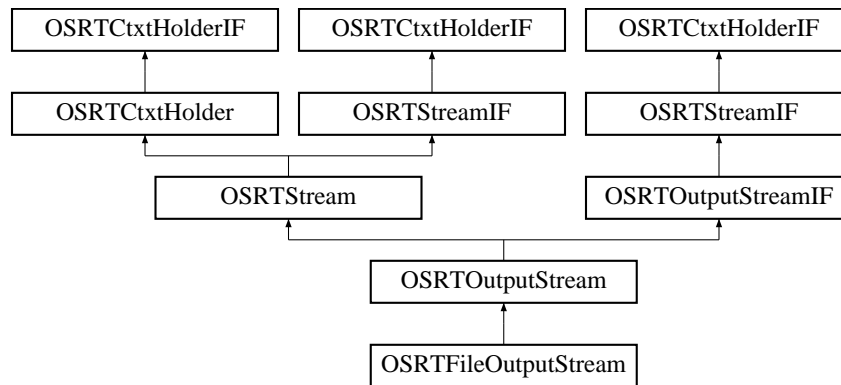 OSRTCtxtHolderIF
OSRTCtxtHolderIF
OSRTCtxtHolderIF
OSRTCtxtHolder
OSRTStreamIF
OSRTStreamIF
OSRTStream
OSRTOutputStreamIF
OSRTOutputStream
OSRTFileOutputStream